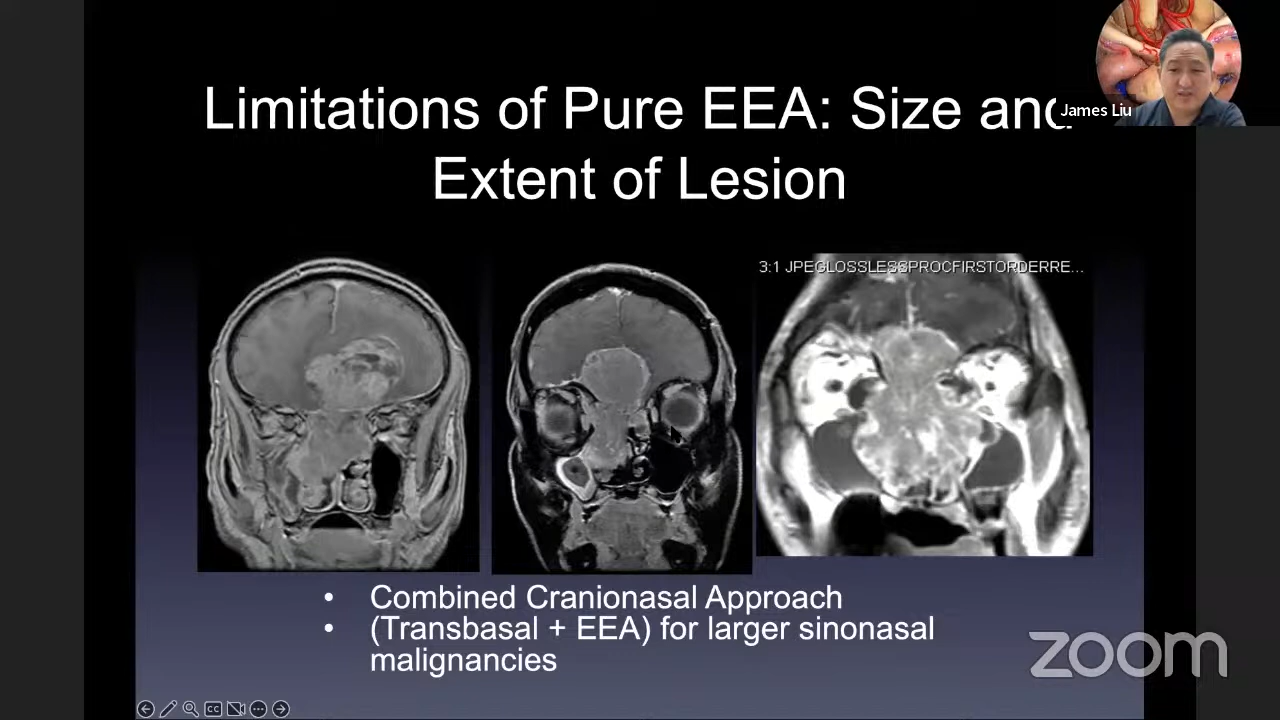 Limitations of Pure EEA: Size and
Extent of Lesion
James Liu
3:1 JPEGLOSSLESSPROCFIRSTORDERRE...
• Combined Cranionasal Approach
• (Transbasal + EEA) for larger sinonasal
malignancies
zoom
CC